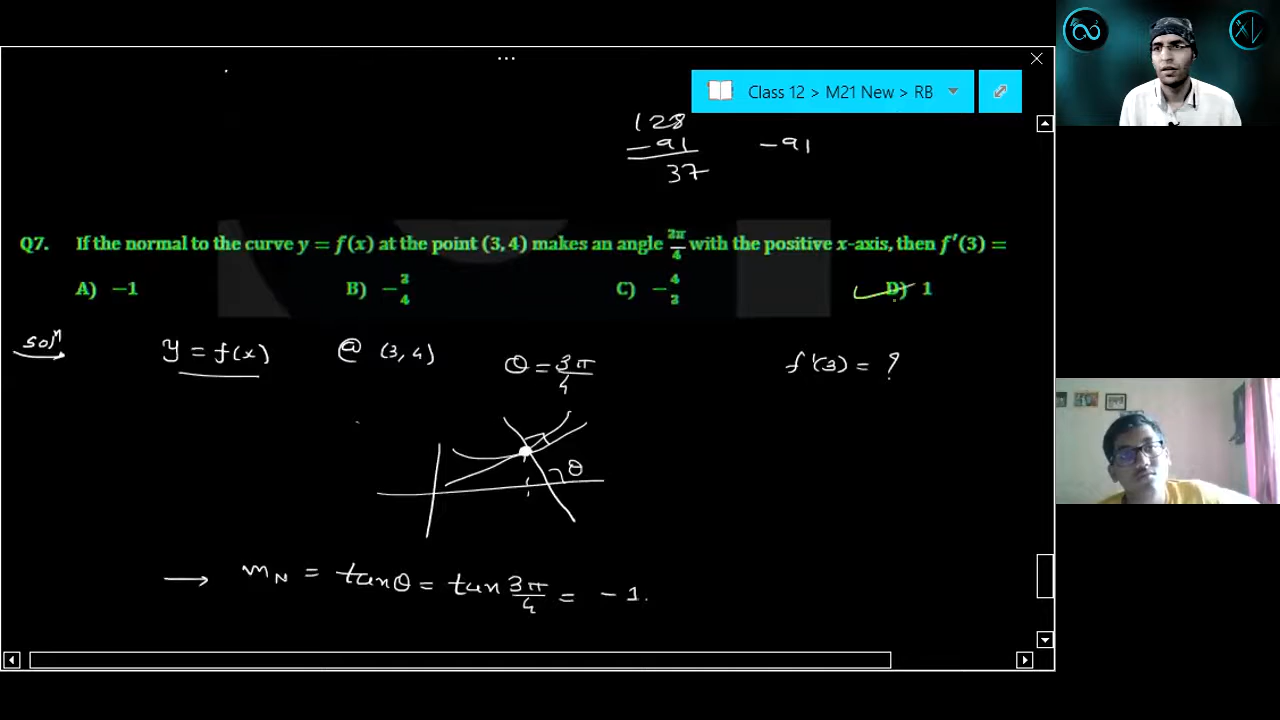 Class 12 > M21 New > RB
128
- 91 -91
37
Q7. If the normal to the curve y = f(x) at the point (3, 4) makes an angle 3π/4 with the positive x-axis, then f′(3) =
A) −1 B) −3/4 C) −4/3 D) 1
Solⁿ y = f(x) @ (3,4) θ = 3π/4 f'(3) = ?
θ
→ mN = tanθ = tan 3π/4 = - 1.